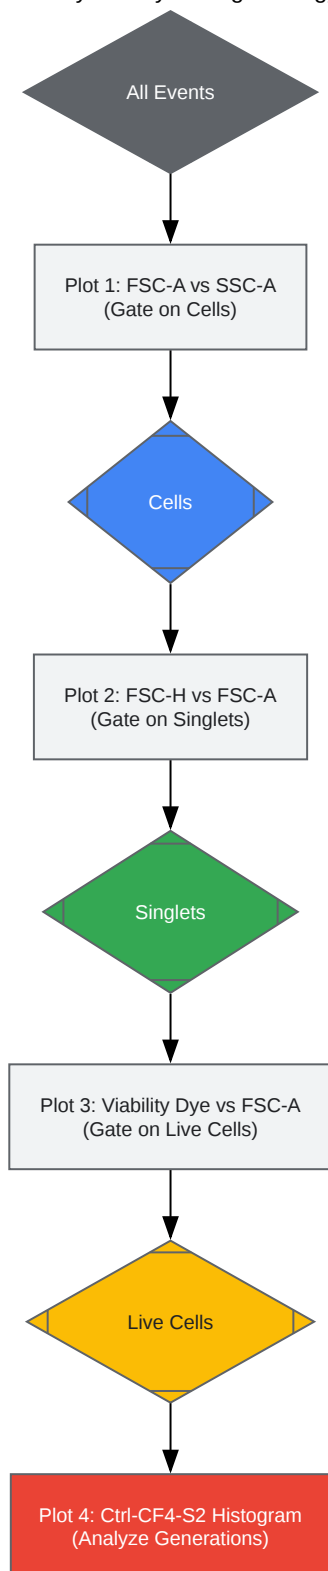 All Events
Plot 1: FSC-A vs SSC-A
(Gate on Cells)
Cells
Plot 2: FSC-H vs FSC-A
(Gate on Singlets)
Singlets
Plot 3: Viability Dye vs FSC-A
(Gate on Live Cells)
Live Cells
Plot 4: Ctrl-CF4-S2 Histogram
(Analyze Generations)